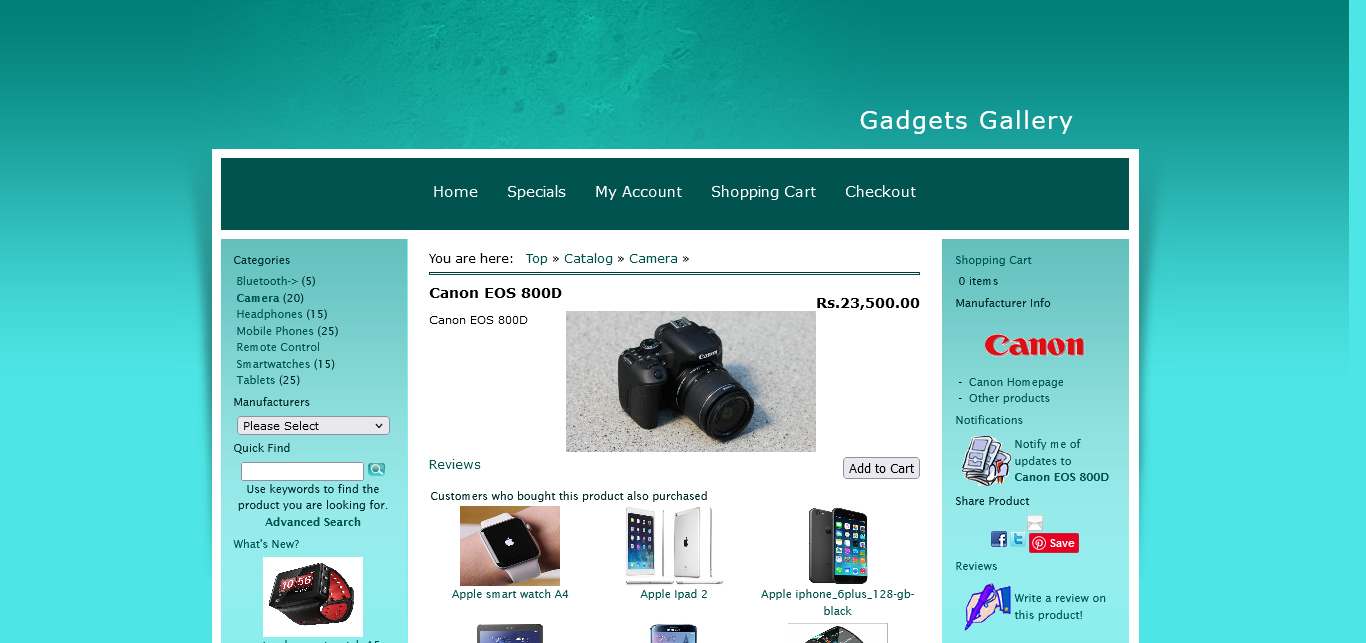 Gadgets Gallery
Home Specials My Account Shopping Cart Checkout
Categories
Bluetooth-> (5)
Camera (20)
Headphones (15)
Mobile Phones (25)
Remote Control
Smartwatches (15)
Tablets (25)
Manufacturers
Please Select
Quick Find
Use keywords to find the
product you are looking for.
Advanced Search
What's New?
10:56
You are here: Top » Catalog » Camera »
Canon EOS 800D
Rs.23,500.00
Canon EOS 800D
Canon
Reviews
Add to Cart
Customers who bought this product also purchased
Apple smart watch A4
Apple Ipad 2
Apple iphone_6plus_128-gb-
black
Shopping Cart
0 items
Manufacturer Info
Canon
- Canon Homepage
- Other products
Notifications
Notify me of
updates to
Canon EOS 800D
Share Product
Save
Reviews
Write a review on
this product!